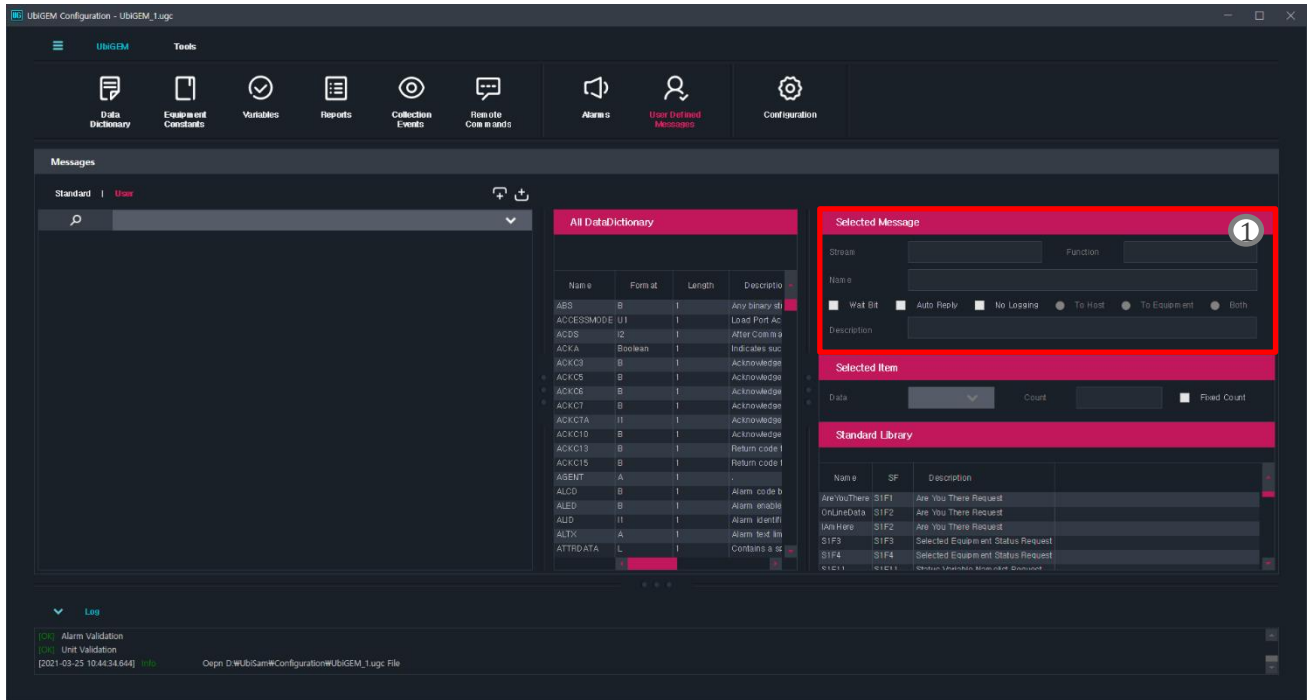 UG UbiGEM Configuration - UbiGEM_1.ugc
UbiGEM Tools
Data Dictionary
Equipment Constants
Variables
Reports
Collection Events
Remote Commands
Alarms
User Defined Messages
Configuration
Messages
Standard | User
All DataDictionary
Name Format Length Descriptio
ABS B 1 Any binary sti
ACCESSMODE U1 1 Load Port Ac
ACDS I2 1 After Comma
ACKA Boolean 1 Indicates suc
ACKC3 B 1 Acknowledge
ACKC5 B 1 Acknowledge
ACKC6 B 1 Acknowledge
ACKC7 B 1 Acknowledge
ACKC7A I1 1 Acknowledge
ACKC10 B 1 Acknowledge
ACKC13 B 1 Return code f
ACKC15 B 1 Return code f
AGENT A 1 .
ALCD B 1 Alarm code b
ALED B 1 Alarm enable
ALID I1 1 Alarm identifi
ALTX A 1 Alarm text lim
ATTRDATA L 1 Contains a sp
Selected Message
1
Stream Function
Name
Wait Bit Auto Reply No Logging To Host To Equipment Both
Description
Selected Item
Data Count Fixed Count
Standard Library
Name SF Description
AreYouThere S1F1 Are You There Request
OnLineData S1F2 Are You There Request
IAmHere S1F2 Are You There Request
S1F3 S1F3 Selected Equipment Status Request
S1F4 S1F4 Selected Equipment Status Request
S1F11 S1F11 Status Variable Namelist Request
Log
[OK] Alarm Validation
[OK] Unit Validation
[2021-03-25 10:44:34.644] Info Oepn D:₩UbiSam₩Configuration₩UbiGEM_1.ugc File